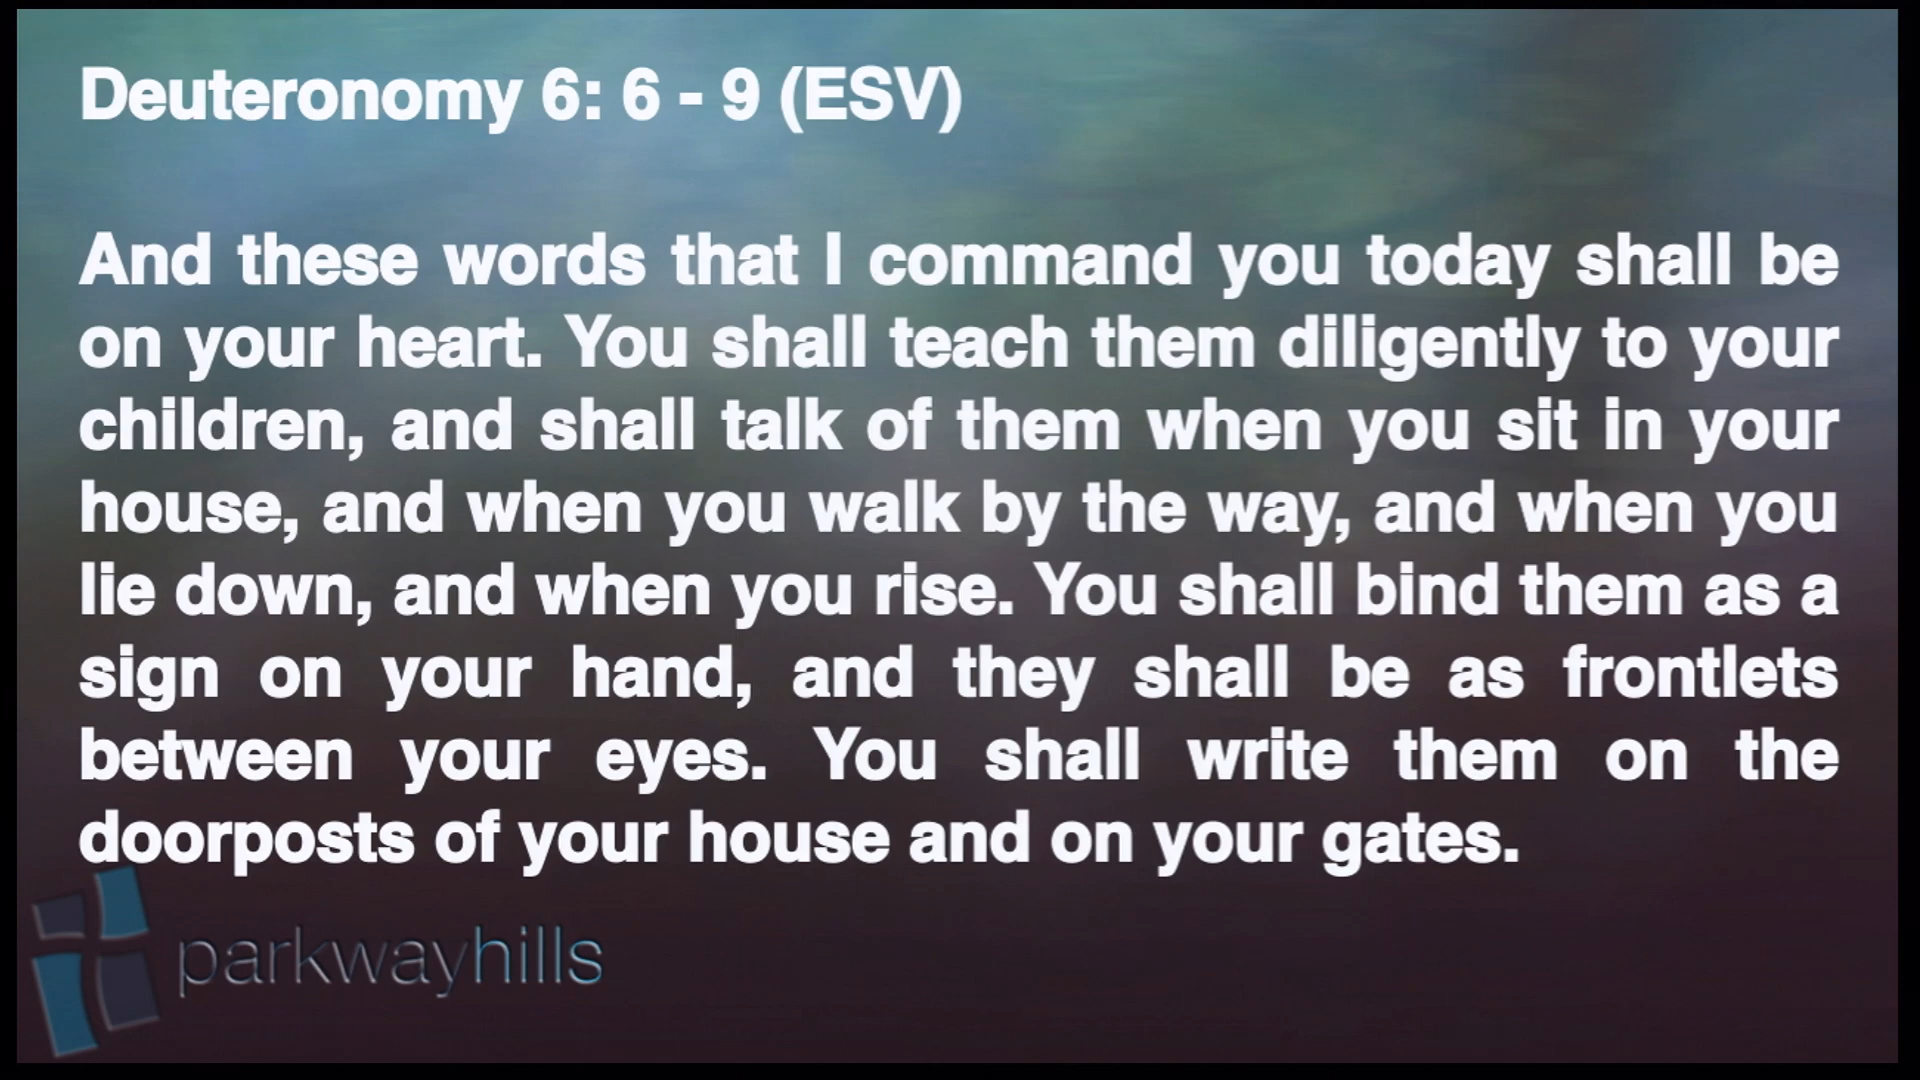 Deuteronomy 6: 6 - 9 (ESV)
And these words that I command you today shall be
on your heart. You shall teach them diligently to your
children, and shall talk of them when you sit in your
house, and when you walk by the way, and when you
lie down, and when you rise. You shall bind them as a
sign on your hand, and they shall be as frontlets
between your eyes. You shall write them on the
doorposts of your house and on your gates.
parkwayhills